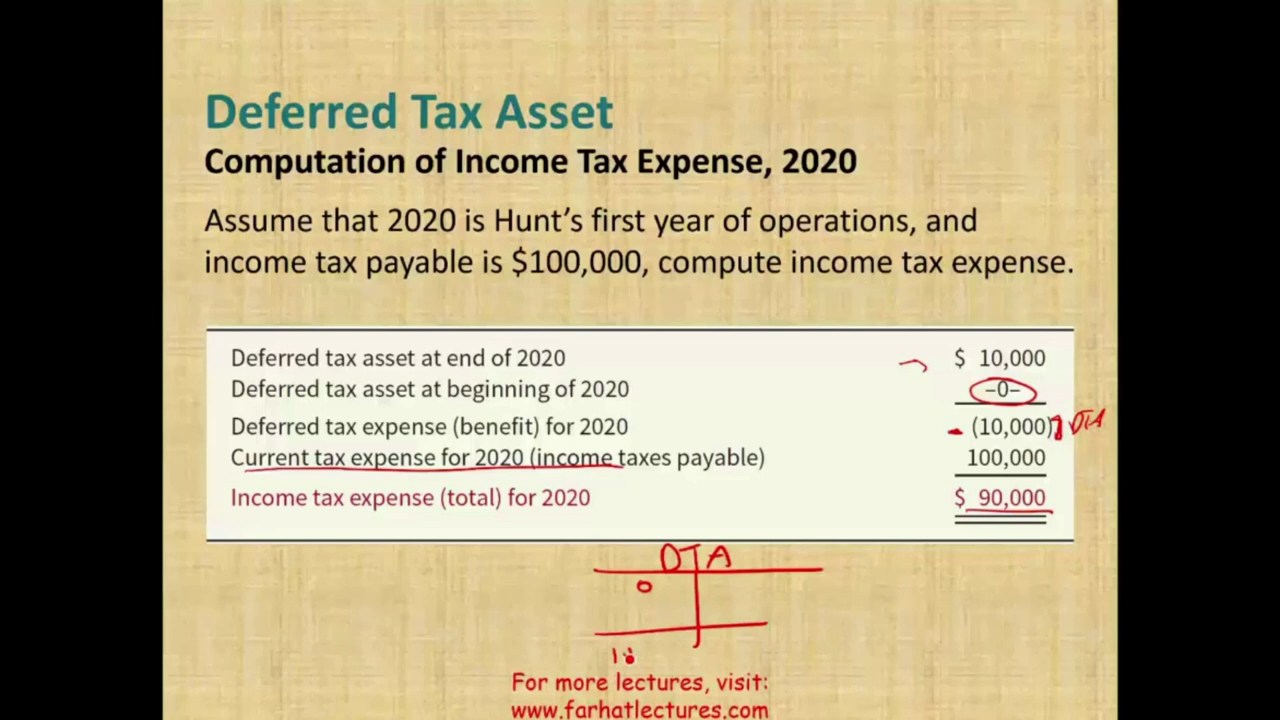 Deferred Tax Asset
Computation of Income Tax Expense, 2020
Assume that 2020 is Hunt’s first year of operations, and
income tax payable is $100,000, compute income tax expense.
Deferred tax asset at end of 2020 $ 10,000
Deferred tax asset at beginning of 2020 –0–
Deferred tax expense (benefit) for 2020 - (10,000) DTA
Current tax expense for 2020 (income taxes payable) 100,000
Income tax expense (total) for 2020 $ 90,000
DTA
0
For more lectures, visit:
www.farhatlectures.com